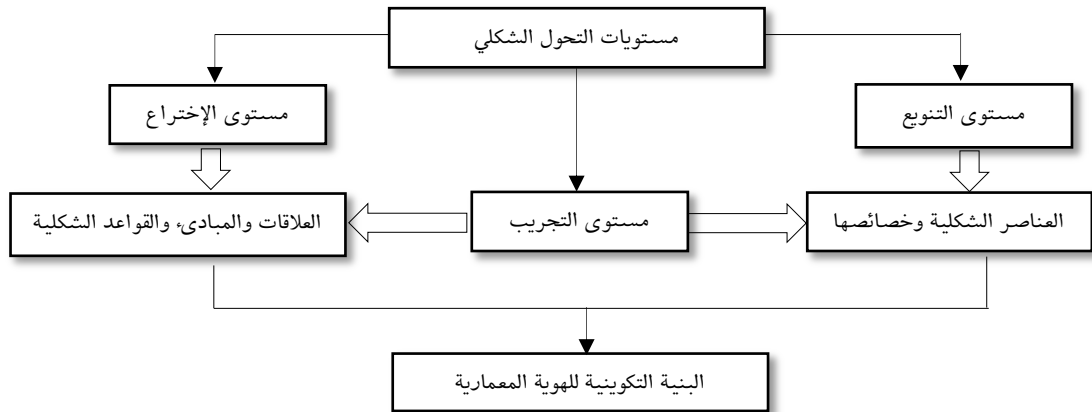 مستويات التحول الشكلي
مستوى التنويع
مستوى الإختراع
العناصر الشكلية وخصائصها
مستوى التجريب
العلاقات والمبادىء والقواعد الشكلية
البنية التكوينية للهوية المعمارية